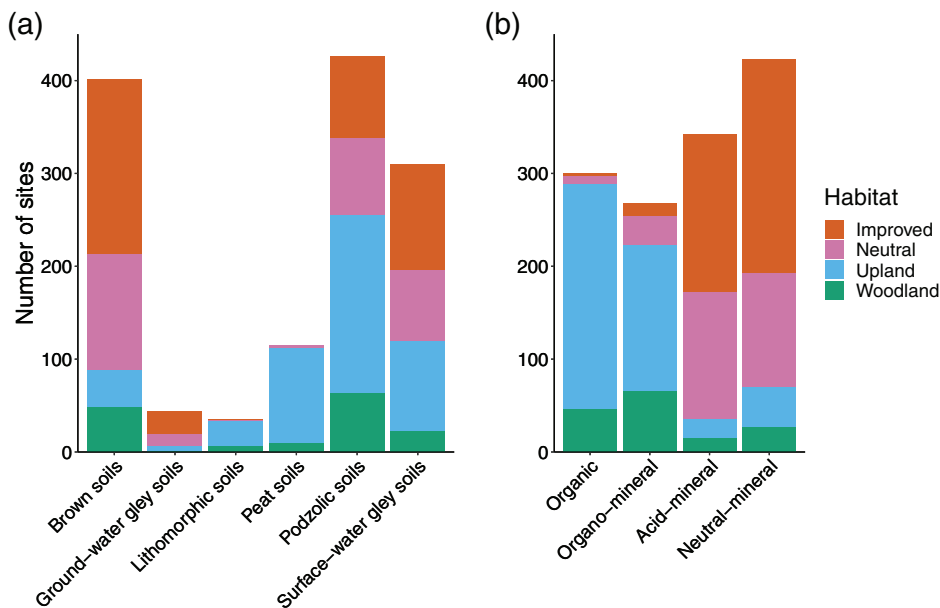 (a)
Number of sites
400
300
200
100
0
Brown soils
Ground–water gley soils
Lithomorphic soils
Peat soils
Podzolic soils
Surface–water gley soils
(b)
400
300
200
100
0
Organic
Organo–mineral
Acid–mineral
Neutral–mineral
Habitat
Improved
Neutral
Upland
Woodland